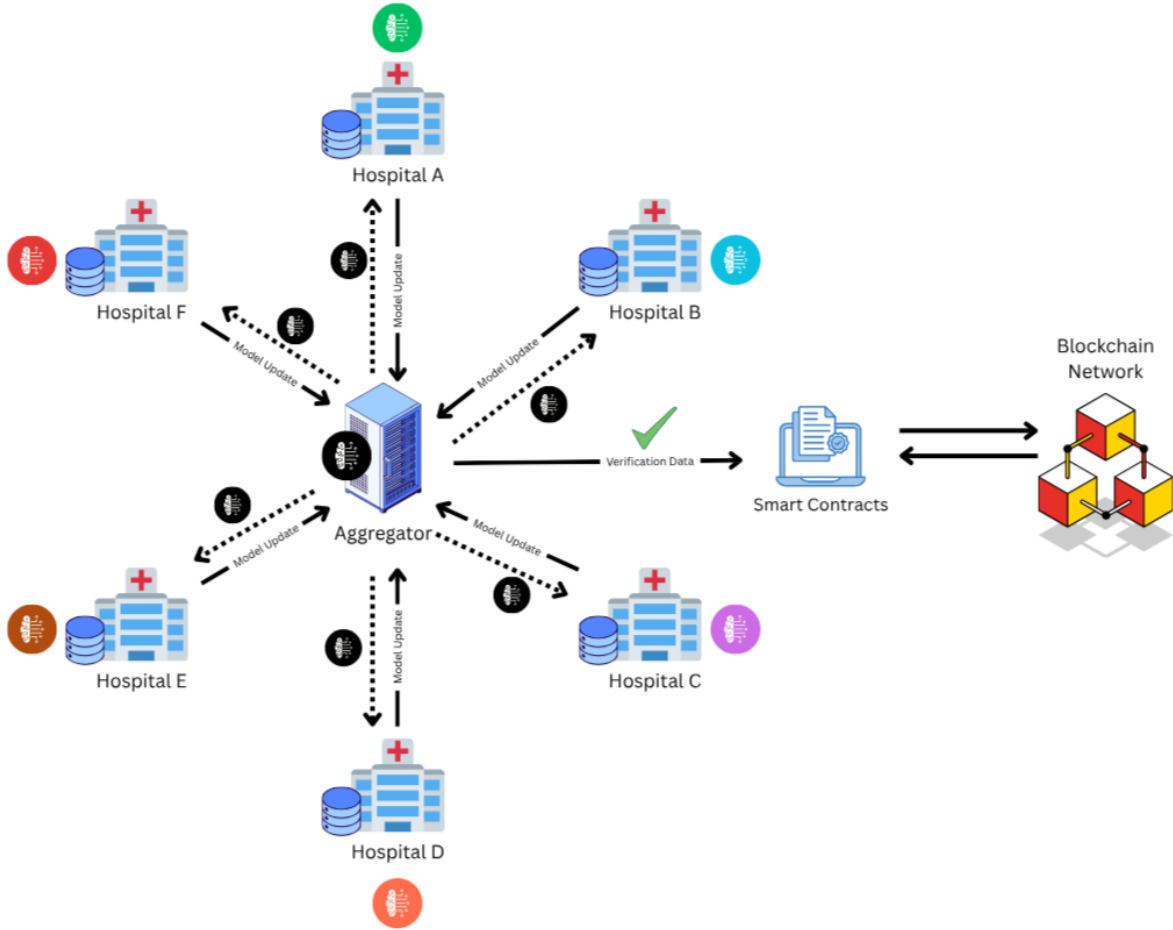 Hospital A
Hospital F
Hospital B
Model Update
Model Update
Model Update
Blockchain
Network
Verification Data
Smart Contracts
Aggregator
Model Update
Model Update
Model Update
Hospital E
Hospital C
Hospital D